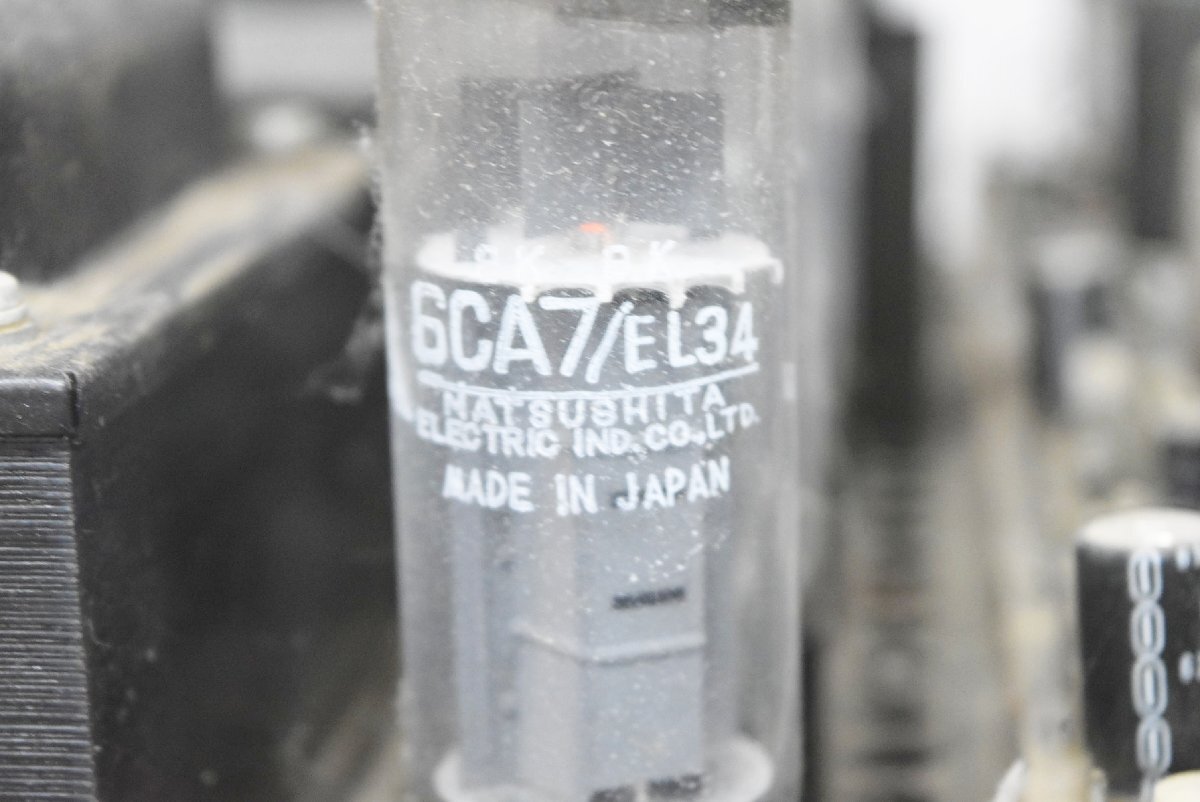 6CA7/EL34
MATSUSHITA
ELECTRIC IND. CO., LTD.
MADE IN JAPAN